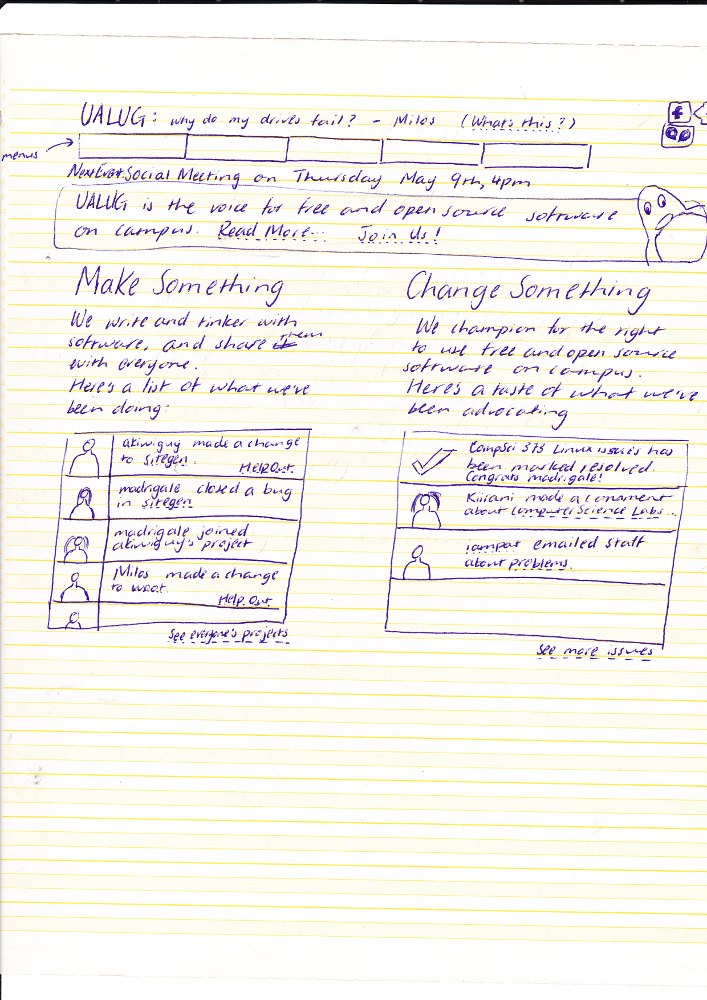 UALUG: why do my drives fail? - Milos (What's this?)
f
menus
Next Event: Social Meeting on Thursday May 9th, 4pm
UALUG is the voice for free and open source software
on campus. Read More... Join Us!
Make Something
We write and tinker with
software, and share them
with everyone.
Here's a list of what we've
been doing:
akiwiguy made a change
to sitegen.
Help Out.
madrigale closed a bug
in sitegen
madrigale joined
akiwiguy's project
Milos made a change
to woot.
Help Out.
See everyone's projects
Change Something
We champion for the right
to use free and open source
software on campus.
Here's a taste of what we've
been advocating
CompSci 373 Linux issues has
been marked resolved.
Congrats madrigale!
made a comment
about Computer Science Labs...
emailed staff
about problems.
See more issues